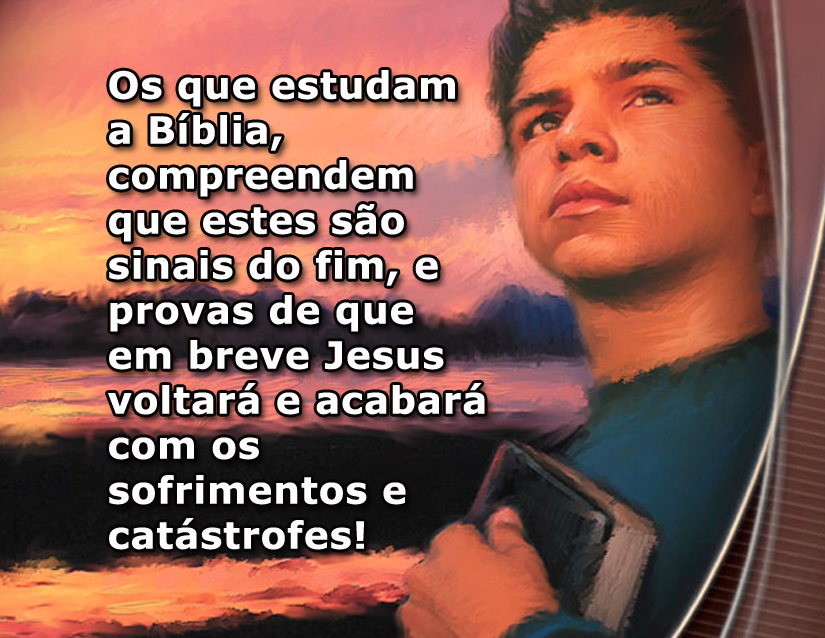 Os que estudam
a Bíblia,
compreendem
que estes são
sinais do fim, e
provas de que
em breve Jesus
voltará e acabará
com os
sofrimentos e
catástrofes!